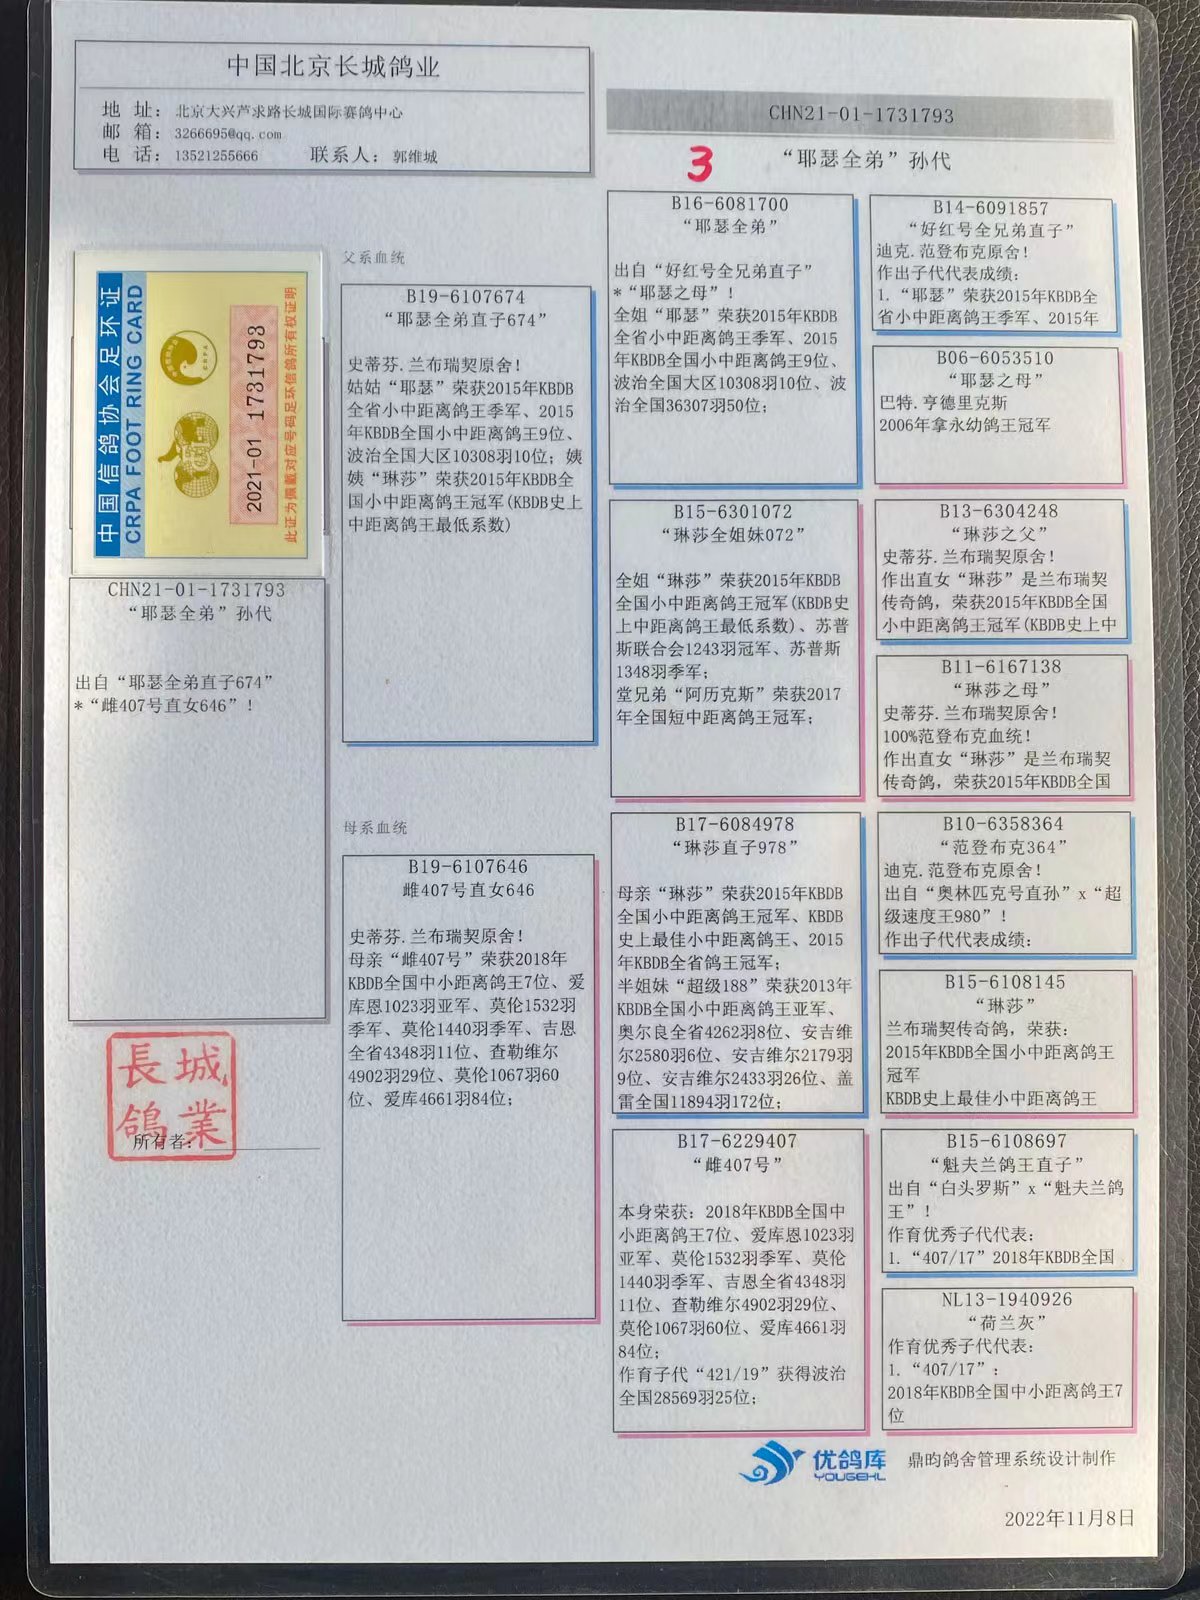 中国北京长城鸽业
地 址：北京大兴芦求路长城国际赛鸽中心
邮 箱：3266695@qq.com
电 话：13521255666 联系人：郭维城
CHN21-01-1731793
3 “耶瑟全弟”孙代
中国信鸽协会足环证
CRPA FOOT RING CARD
CRPA
2021-01 1731793
此证为佩戴对应号码足环信鸽所有权证明
CHN21-01-1731793
“耶瑟全弟”孙代
出自“耶瑟全弟直子674”
*“雌407号直女646”！
長城
鴿業
所有者：
父系血统
B19-6107674
“耶瑟全弟直子674”
史蒂芬.兰布瑞契原舍！
姑姑“耶瑟”荣获2015年KBDB
全省小中距离鸽王季军、2015
年KBDB全国小中距离鸽王9位、
波治全国大区10308羽10位；姨
姨“琳莎”荣获2015年KBDB全
国小中距离鸽王冠军(KBDB史上
中距离鸽王最低系数)
母系血统
B19-6107646
雌407号直女646
史蒂芬.兰布瑞契原舍！
母亲“雌407号”荣获2018年
KBDB全国中小距离鸽王7位、爱
库恩1023羽亚军、莫伦1532羽
季军、莫伦1440羽季军、吉恩
全省4348羽11位、查勒维尔
4902羽29位、莫伦1067羽60
位、爱库4661羽84位；
B16-6081700
“耶瑟全弟”
出自“好红号全兄弟直子”
*“耶瑟之母”！
全姐“耶瑟”荣获2015年KBDB
全省小中距离鸽王季军、2015
年KBDB全国小中距离鸽王9位、
波治全国大区10308羽10位、波
治全国36307羽50位；
B15-6301072
“琳莎全姐妹072”
全姐“琳莎”荣获2015年KBDB
全国小中距离鸽王冠军(KBDB史
上中距离鸽王最低系数)、苏普
斯联合会1243羽冠军、苏普斯
1348羽季军；
堂兄弟“阿历克斯”荣获2017
年全国短中距离鸽王冠军；
B17-6084978
“琳莎直子978”
母亲“琳莎”荣获2015年KBDB
全国小中距离鸽王冠军、KBDB
史上最佳小中距离鸽王、2015
年KBDB全省鸽王冠军；
半姐妹“超级188”荣获2013年
KBDB全国小中距离鸽王亚军、
奥尔良全省4262羽8位、安吉维
尔2580羽6位、安吉维尔2179羽
9位、安吉维尔2433羽26位、盖
雷全国11894羽172位；
B17-6229407
“雌407号”
本身荣获：2018年KBDB全国中
小距离鸽王7位、爱库恩1023羽
亚军、莫伦1532羽季军、莫伦
1440羽季军、吉恩全省4348羽
11位、查勒维尔4902羽29位、
莫伦1067羽60位、爱库4661羽
84位；
作育子代“421/19”获得波治
全国28569羽25位；
B14-6091857
“好红号全兄弟直子”
迪克.范登布克原舍！
作出子代代表成绩：
1.“耶瑟”荣获2015年KBDB全
省小中距离鸽王季军、2015年
B06-6053510
“耶瑟之母”
巴特.亨德里克斯
2006年拿永幼鸽王冠军
B13-6304248
“琳莎之父”
史蒂芬.兰布瑞契原舍！
作出直女“琳莎”是兰布瑞契
传奇鸽，荣获2015年KBDB全国
小中距离鸽王冠军(KBDB史上中
B11-6167138
“琳莎之母”
史蒂芬.兰布瑞契原舍！
100%范登布克血统！
作出直女“琳莎”是兰布瑞契
传奇鸽，荣获2015年KBDB全国
B10-6358364
“范登布克364”
迪克.范登布克原舍！
出自“奥林匹克号直孙”x“超
级速度王980”！
作出子代代表成绩：
B15-6108145
“琳莎”
兰布瑞契传奇鸽，荣获：
2015年KBDB全国小中距离鸽王
冠军
KBDB史上最佳小中距离鸽王
B15-6108697
“魁夫兰鸽王直子”
出自“白头罗斯”x“魁夫兰鸽
王”！
作育优秀子代代表：
1.“407/17”2018年KBDB全国
NL13-1940926
“荷兰灰”
作育优秀子代代表：
1.“407/17”：
2018年KBDB全国中小距离鸽王7
位
优鸽库
YOUGEKL
鼎昀鸽舍管理系统设计制作
2022年11月8日